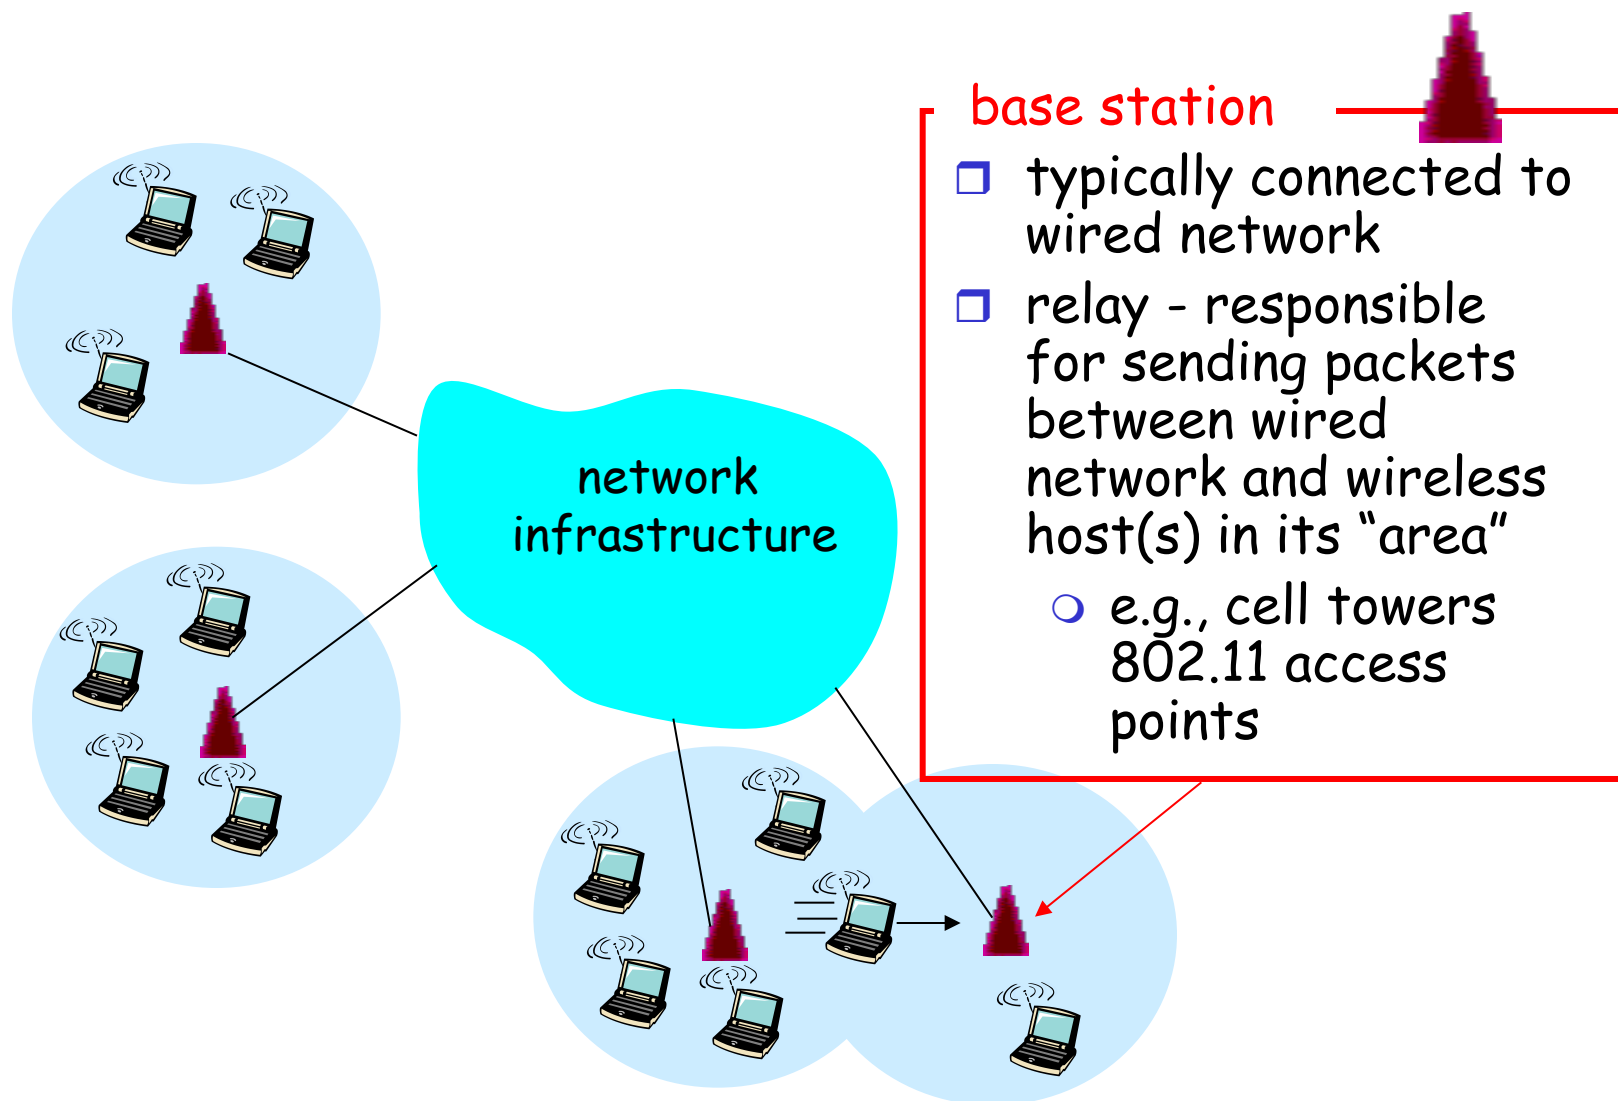 base station
typically connected to
wired network
relay - responsible
for sending packets
between wired
network and wireless
host(s) in its “area”
e.g., cell towers
802.11 access
points
network
infrastructure